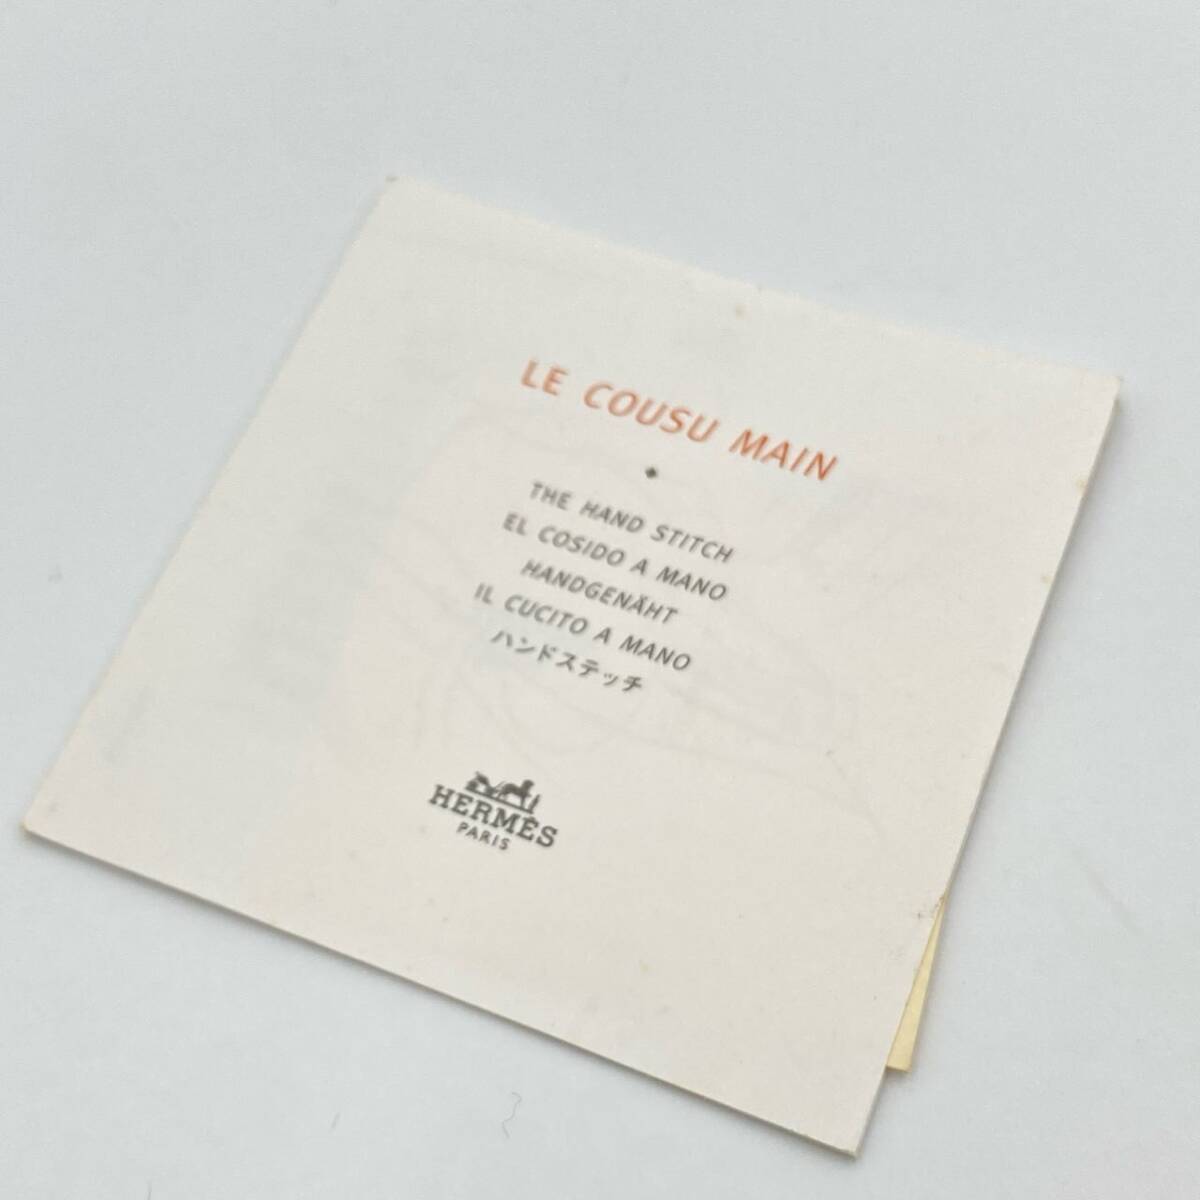 LE COUSU MAIN
THE HAND STITCH
EL COSIDO A MANO
HANDGENÄHT
IL CUCITO A MANO
ハンドステッチ
HERMÈS
PARIS